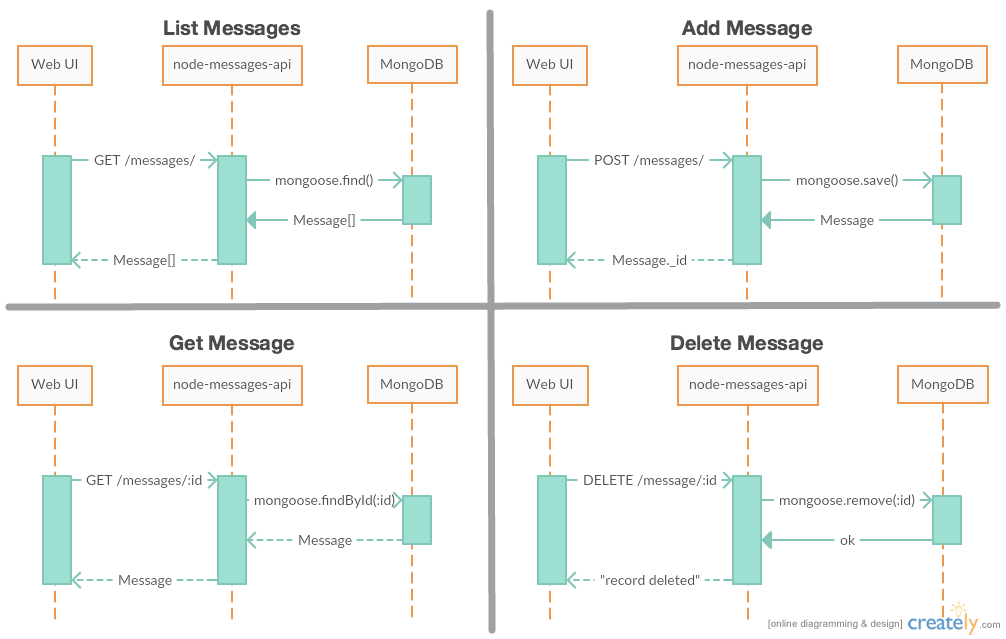 List Messages
Web UI
node-messages-api
MongoDB
GET /messages/
mongoose.find()
Message[]
Message[]
Add Message
Web UI
node-messages-api
MongoDB
POST /messages/
mongoose.save()
Message
Message._id
Get Message
Web UI
node-messages-api
MongoDB
GET /messages/:id
mongoose.findById(:id)
Message
Message
Delete Message
Web UI
node-messages-api
MongoDB
DELETE /message/:id
mongoose.remove(:id)
ok
"record deleted"
[online diagramming & design] creately.com